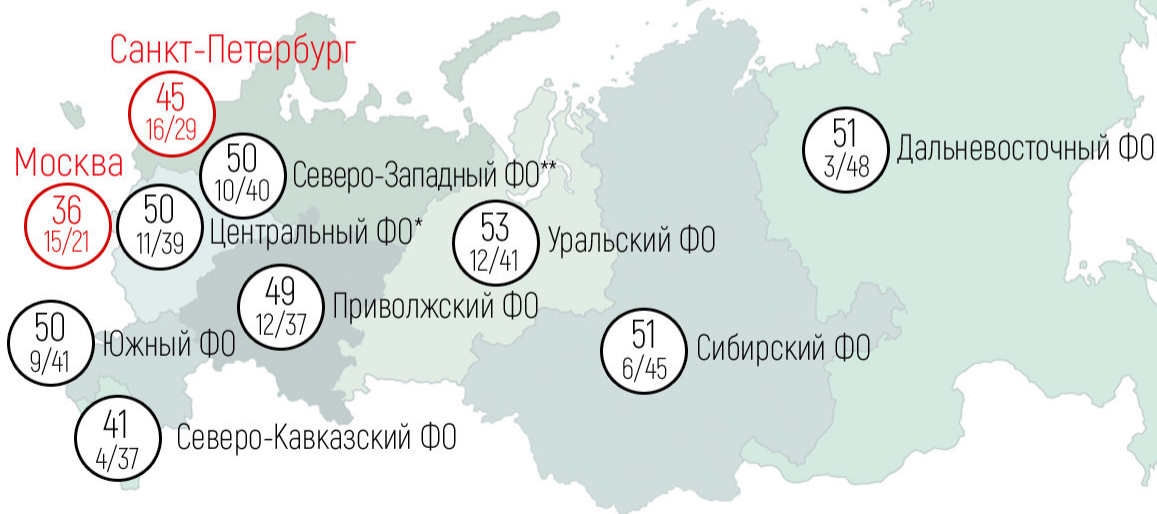 Санкт-Петербург
45
16/29
Москва
36
15/21
50
10/40
Северо-Западный ФО**
50
11/39
Центральный ФО*
53
12/41
Уральский ФО
51
3/48
Дальневосточный ФО
49
12/37
Приволжский ФО
50
9/41
Южный ФО
51
6/45
Сибирский ФО
41
4/37
Северо-Кавказский ФО